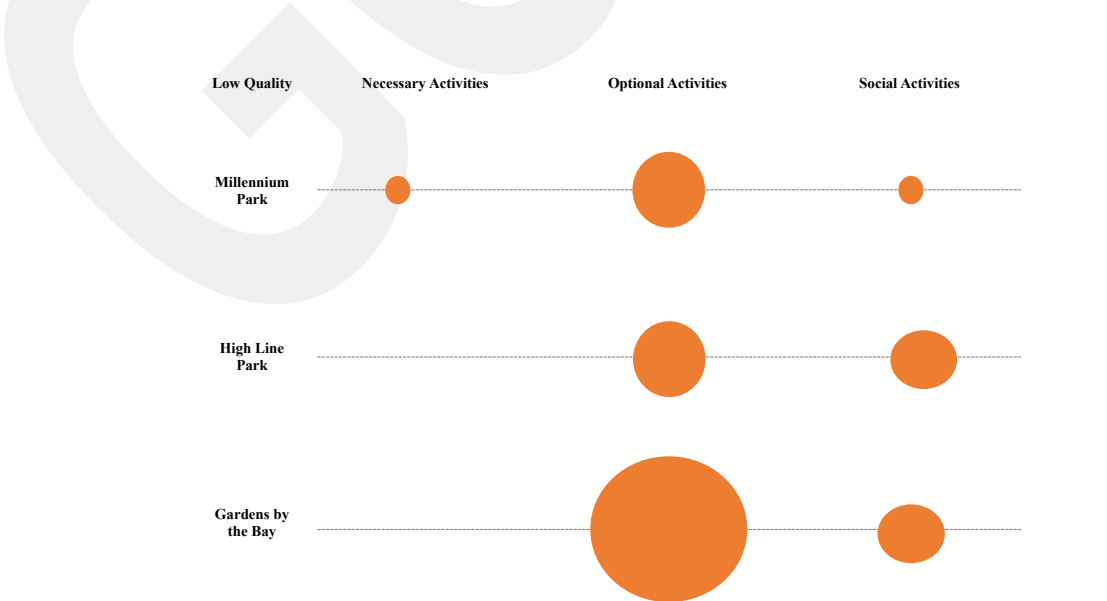 Low Quality Necessary Activities Optional Activities Social Activities
Millennium
Park
High Line
Park
Gardens by
the Bay